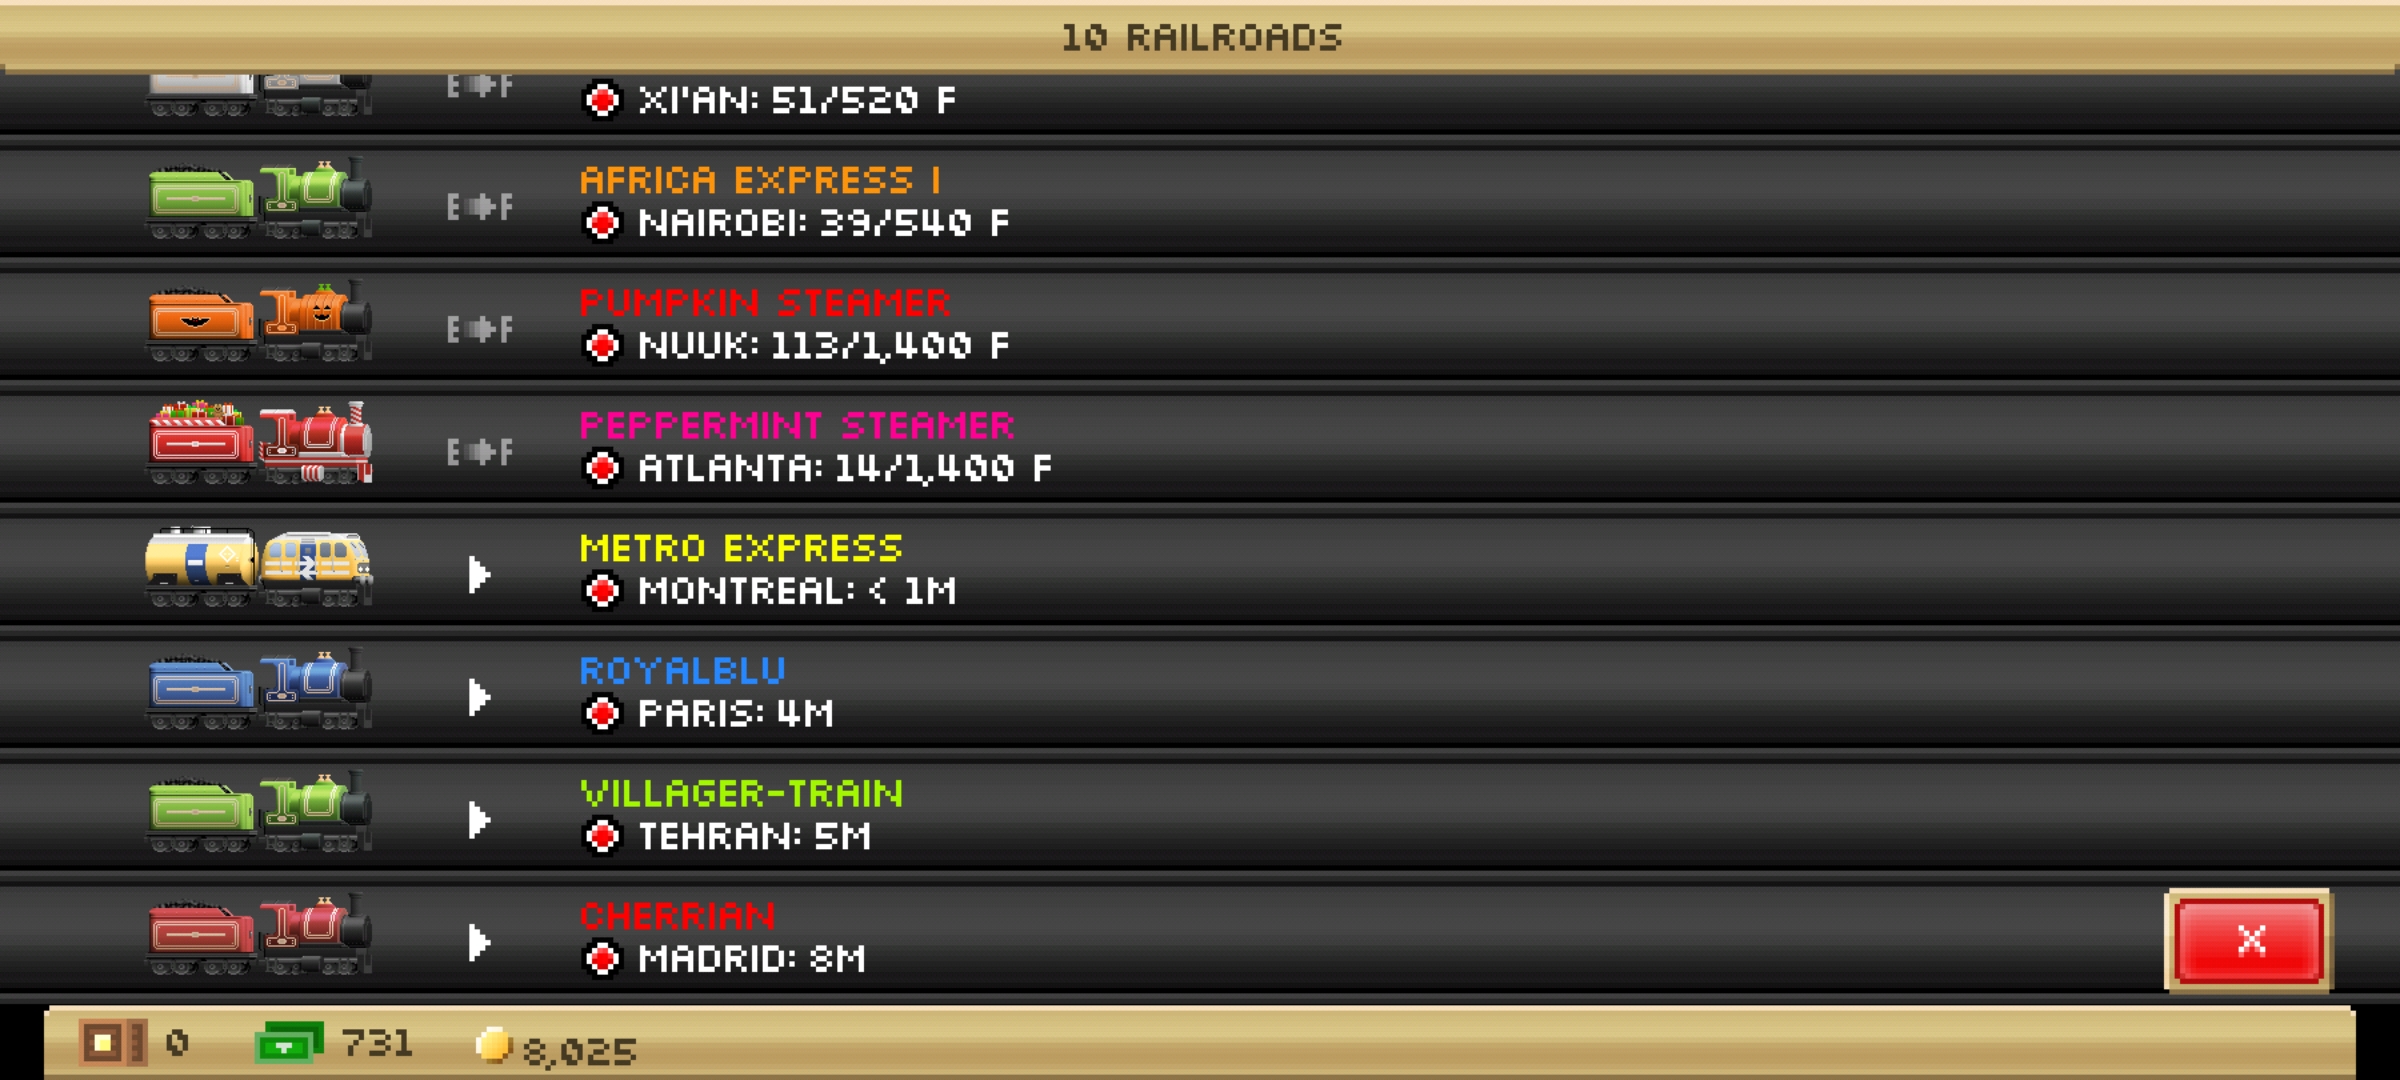 10 RAILROADS
E F
XI'AN: 51/520 F
AFRICA EXPRESS I
E F
NAIROBI: 39/540 F
PUMPKIN STEAMER
E F
NUUK: 113/1,400 F
PEPPERMINT STEAMER
E F
ATLANTA: 14/1,400 F
METRO EXPRESS
MONTREAL: < 1M
ROYALBLU
PARIS: 4M
VILLAGER-TRAIN
TEHRAN: 5M
CHERRIAN
MADRID: 8M
X
0 731 8,025